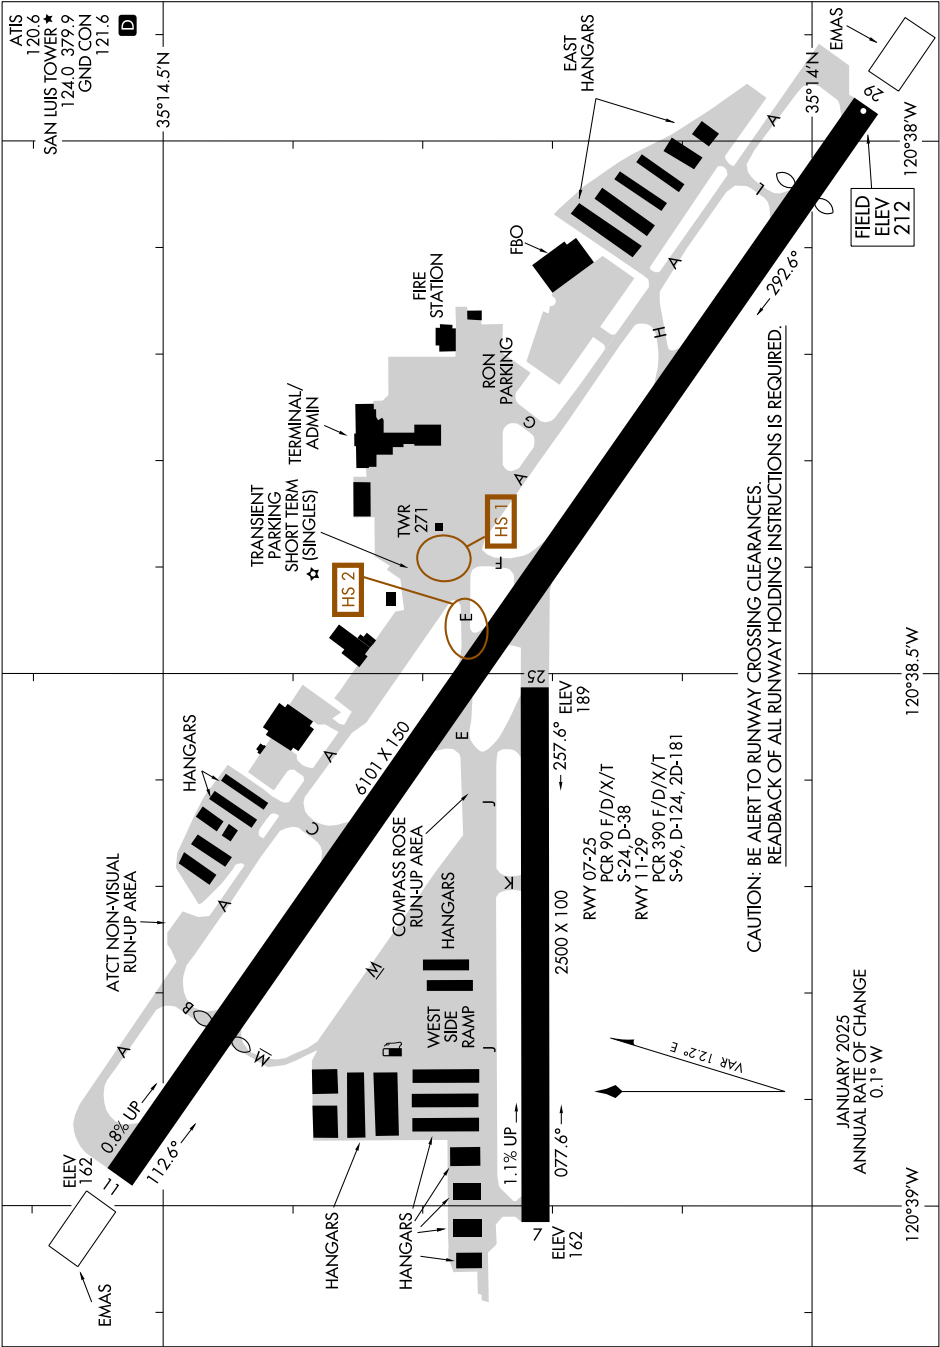 ATIS
120.6
SAN LUIS TOWER ★
124.0 379.9
GND CON
121.6
D
35°14.5'N
35°14'N
EMAS
29
120°38'W
FIELD
ELEV
212
EAST
HANGARS
A
L
A
292.6°
FBO
H
FIRE
STATION
RON
PARKING
G
TERMINAL/
ADMIN
A
TRANSIENT
PARKING
SHORT TERM
(SINGLES)
TWR
271
HS 1
F
HS 2
E
25
ELEV
189
120°38.5'W
HANGARS
A
6101 X 150
E
257.6°
C
J
COMPASS ROSE
RUN-UP AREA
K
2500 X 100
RWY 07-25
PCR 90 F/D/X/T
S-24, D-38
RWY 11-29
PCR 390 F/D/X/T
S-96, D-124, 2D-181
CAUTION: BE ALERT TO RUNWAY CROSSING CLEARANCES.
READBACK OF ALL RUNWAY HOLDING INSTRUCTIONS IS REQUIRED.
ATCT NON-VISUAL
RUN-UP AREA
A
HANGARS
M
B
WEST
SIDE
RAMP
A
M
J
VAR 12.2° E
JANUARY 2025
ANNUAL RATE OF CHANGE
0.1° W
0.8% UP
112.6°
ELEV
162
11
1.1% UP
077.6°
7
ELEV
162
120°39'W
HANGARS
HANGARS
EMAS